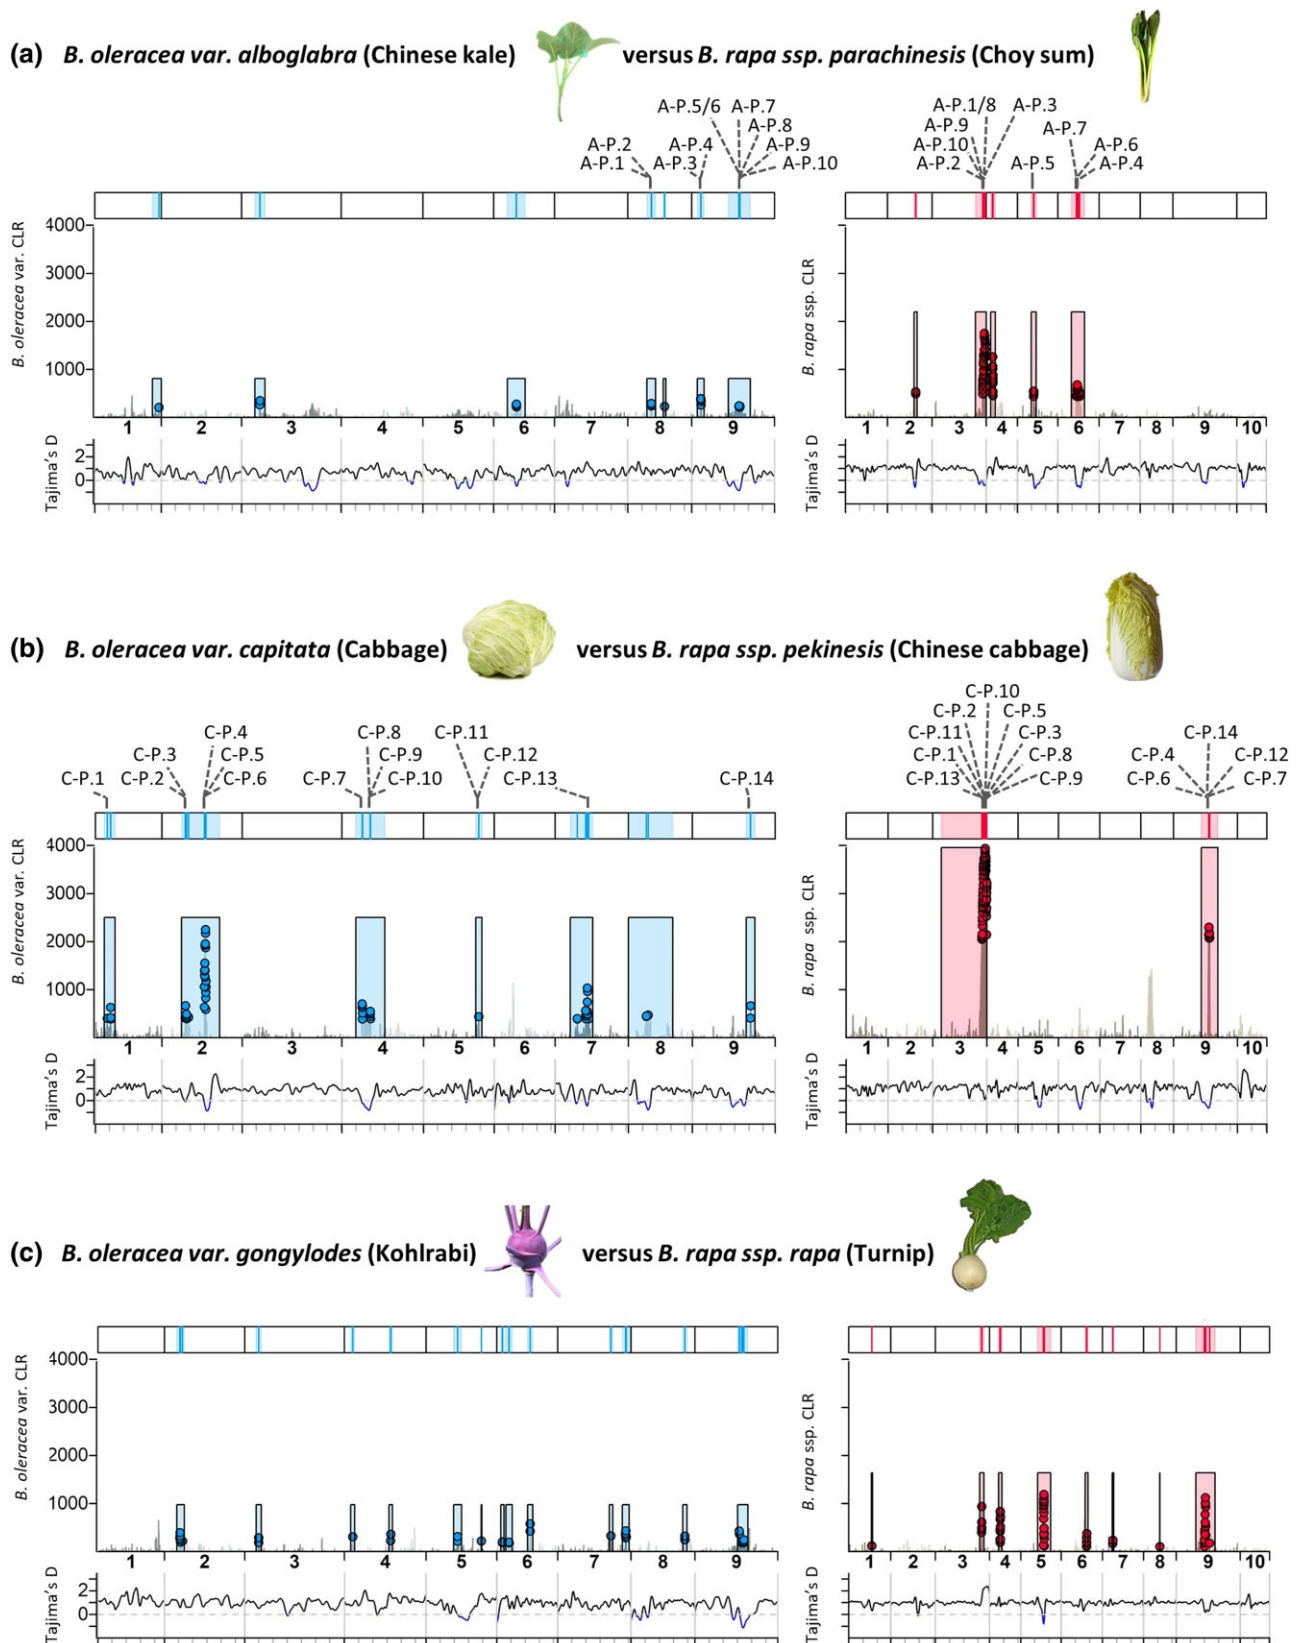 (a) B. oleracea var. alboglabra (Chinese kale) versus B. rapa ssp. parachinesis (Choy sum)
A-P.5/6 A-P.7
A-P.8
A-P.2 A-P.4 A-P.9
A-P.1 A-P.3 A-P.10
A-P.1/8 A-P.3
A-P.9 A-P.7
A-P.10 A-P.6
A-P.2 A-P.5 A-P.4
B. oleracea var. CLR
4000
3000
2000
1000
1 2 3 4 5 6 7 8 9
Tajima's D
2
0
B. rapa ssp. CLR
1 2 3 4 5 6 7 8 9 10
Tajima's D
(b) B. oleracea var. capitata (Cabbage) versus B. rapa ssp. pekinesis (Chinese cabbage)
C-P.4 C-P.8 C-P.11
C-P.3 C-P.5 C-P.9 C-P.12
C-P.1 C-P.2 C-P.6 C-P.7 C-P.10 C-P.13 C-P.14
C-P.10
C-P.2 C-P.5
C-P.11 C-P.3 C-P.14
C-P.1 C-P.8 C-P.4 C-P.12
C-P.13 C-P.9 C-P.6 C-P.7
B. oleracea var. CLR
4000
3000
2000
1000
1 2 3 4 5 6 7 8 9
Tajima's D
2
0
B. rapa ssp. CLR
1 2 3 4 5 6 7 8 9 10
Tajima's D
(c) B. oleracea var. gongylodes (Kohlrabi) versus B. rapa ssp. rapa (Turnip)
B. oleracea var. CLR
4000
3000
2000
1000
1 2 3 4 5 6 7 8 9
Tajima's D
2
0
B. rapa ssp. CLR
1 2 3 4 5 6 7 8 9 10
Tajima's D